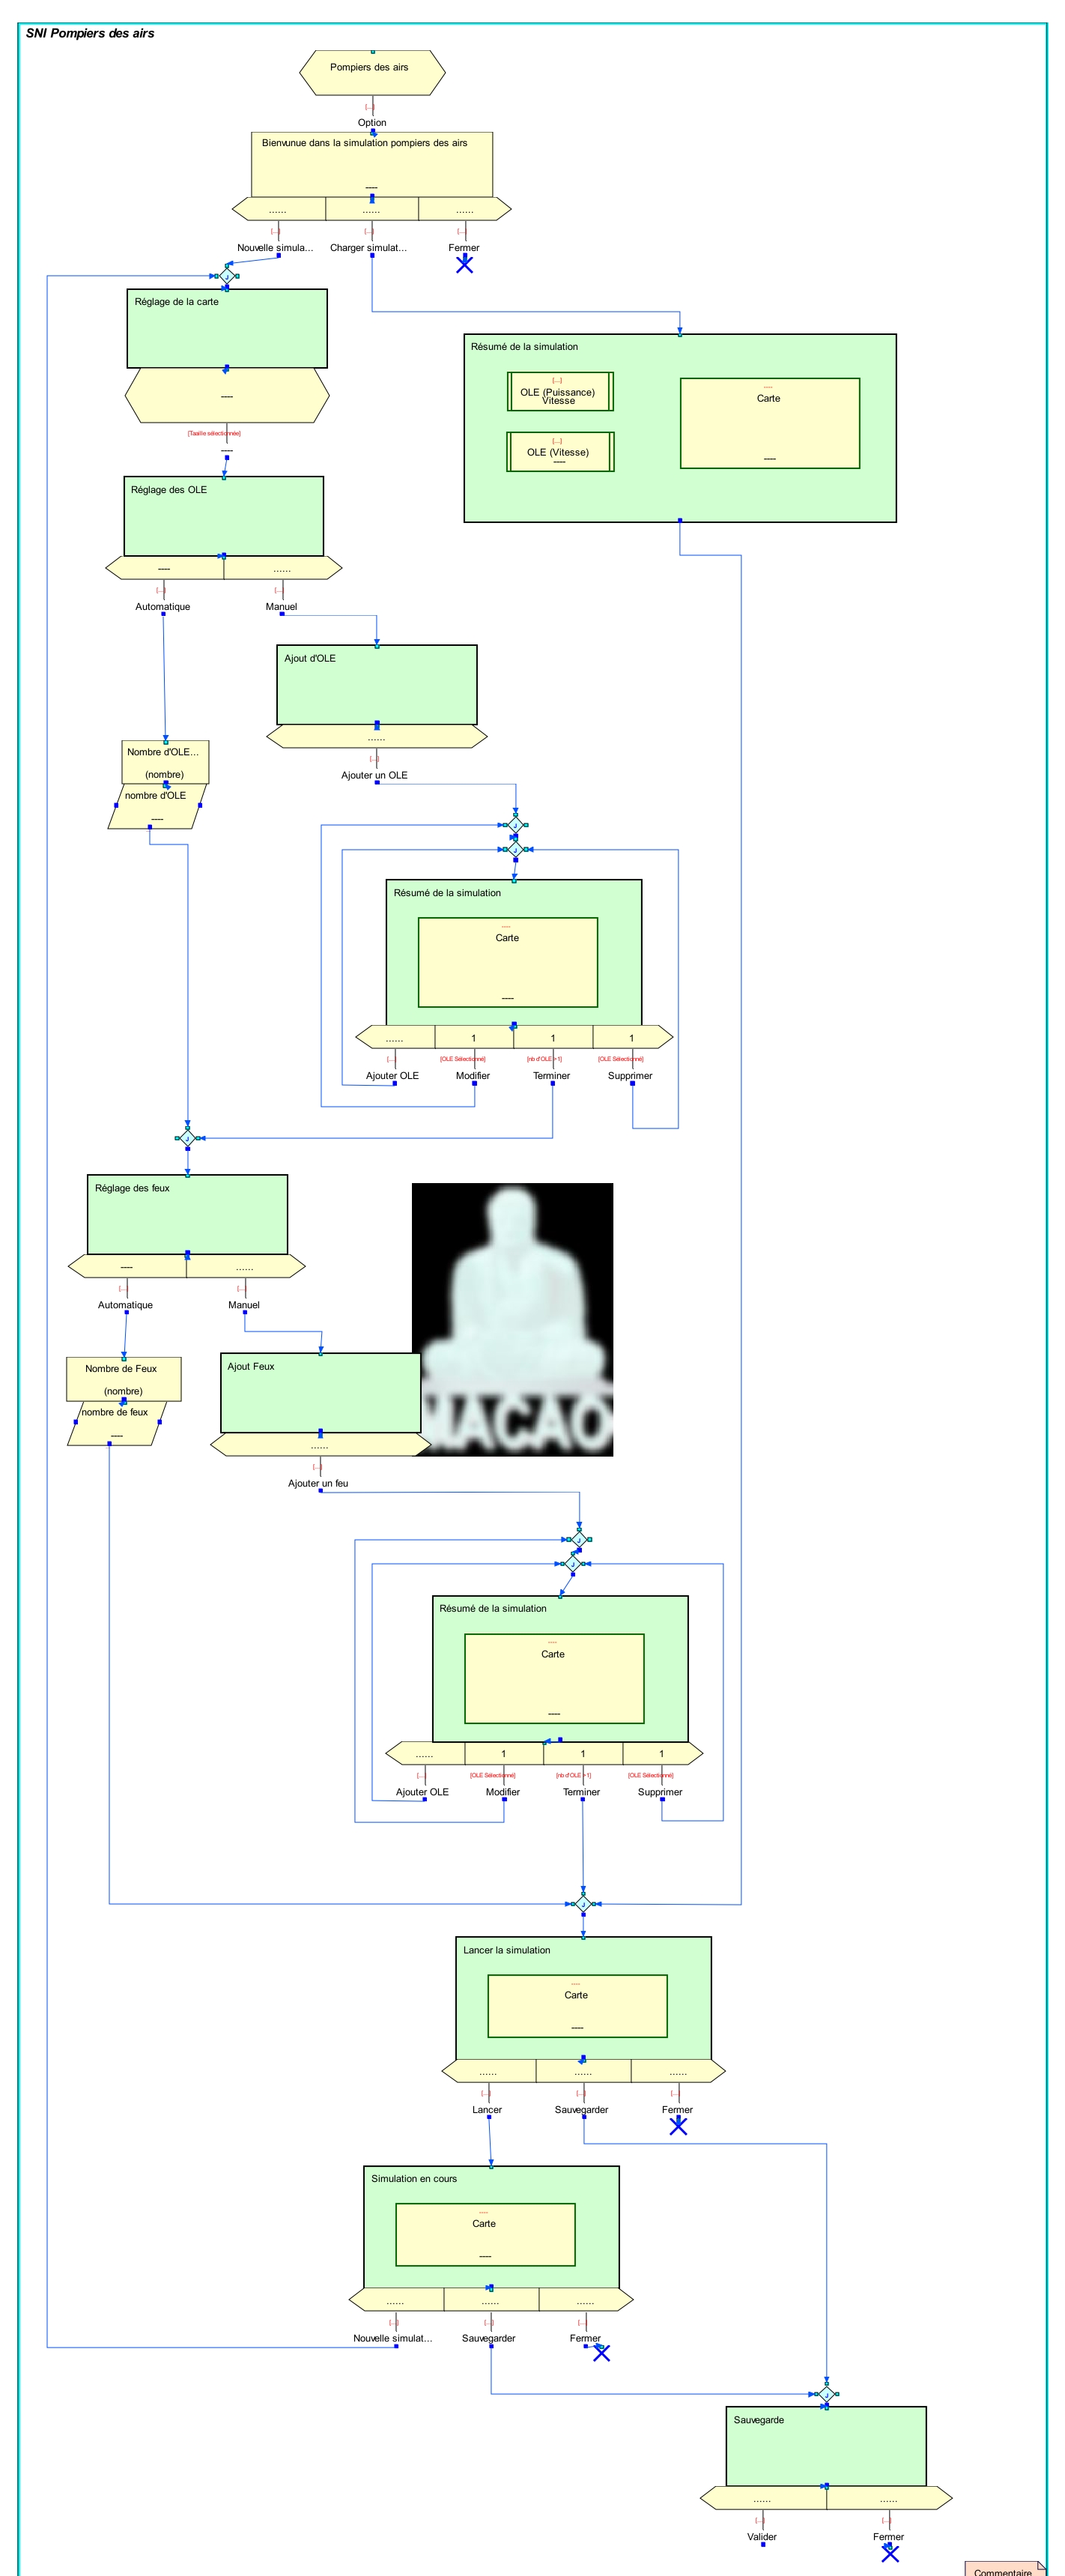 SNI Pompiers des airs
Pompiers des airs
[...]
Option
Bienvunue dans la simulation pompiers des airs
----
...... ...... ......
[...] [...] [...]
Nouvelle simula... Charger simulat... Fermer
J
Réglage de la carte
----
[Taaille sélectionnée]
----
Résumé de la simulation
[...]
OLE (Puissance)
Vitesse
[...]
OLE (Vitesse)
----
----
Carte
----
Réglage des OLE
---- ......
[...] [...]
Automatique Manuel
Ajout d'OLE
......
[...]
Ajouter un OLE
Nombre d'OLE...
(nombre)
nombre d'OLE
----
J
J
Résumé de la simulation
----
Carte
----
...... 1 1 1
[...] [OLE Sélectionné] [nb d'OLE >1] [OLE Sélectionné]
Ajouter OLE Modifier Terminer Supprimer
J
Réglage des feux
---- ......
[...] [...]
Automatique Manuel
MACAO
Nombre de Feux
(nombre)
nombre de feux
----
Ajout Feux
......
[...]
Ajouter un feu
J
J
Résumé de la simulation
----
Carte
----
...... 1 1 1
[...] [OLE Sélectionné] [nb d'OLE >1] [OLE Sélectionné]
Ajouter OLE Modifier Terminer Supprimer
J
Lancer la simulation
----
Carte
----
...... ...... ......
[...] [...] [...]
Lancer Sauvegarder Fermer
Simulation en cours
----
Carte
----
...... ...... ......
[...] [...] [...]
Nouvelle simulat... Sauvegarder Fermer
J
Sauvegarde
...... ......
[...] [...]
Valider Fermer
Commentaire